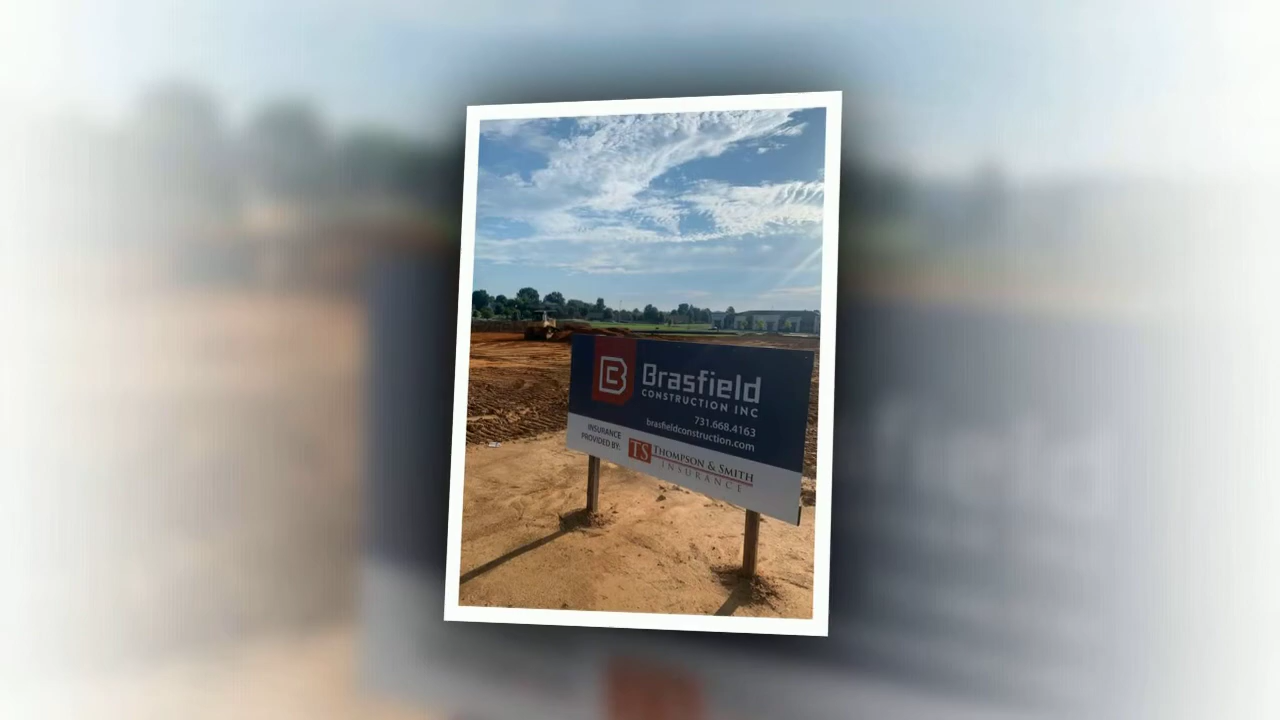 B
Brasfield
CONSTRUCTION INC
731.668.4163
brasfieldconstruction.com
INSURANCE
PROVIDED BY:
TS THOMPSON & SMITH
INSURANCE